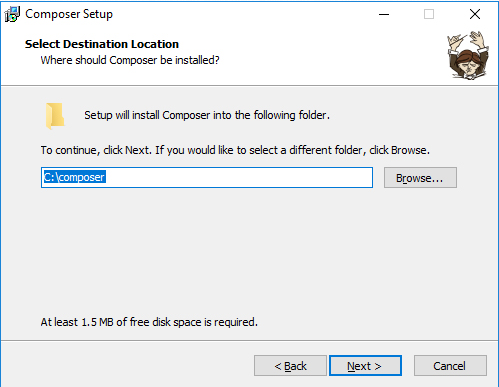 Composer Setup
Select Destination Location
Where should Composer be installed?
Setup will install Composer into the following folder.
To continue, click Next. If you would like to select a different folder, click Browse.
C:\composer
Browse...
At least 1.5 MB of free disk space is required.
< Back
Next >
Cancel